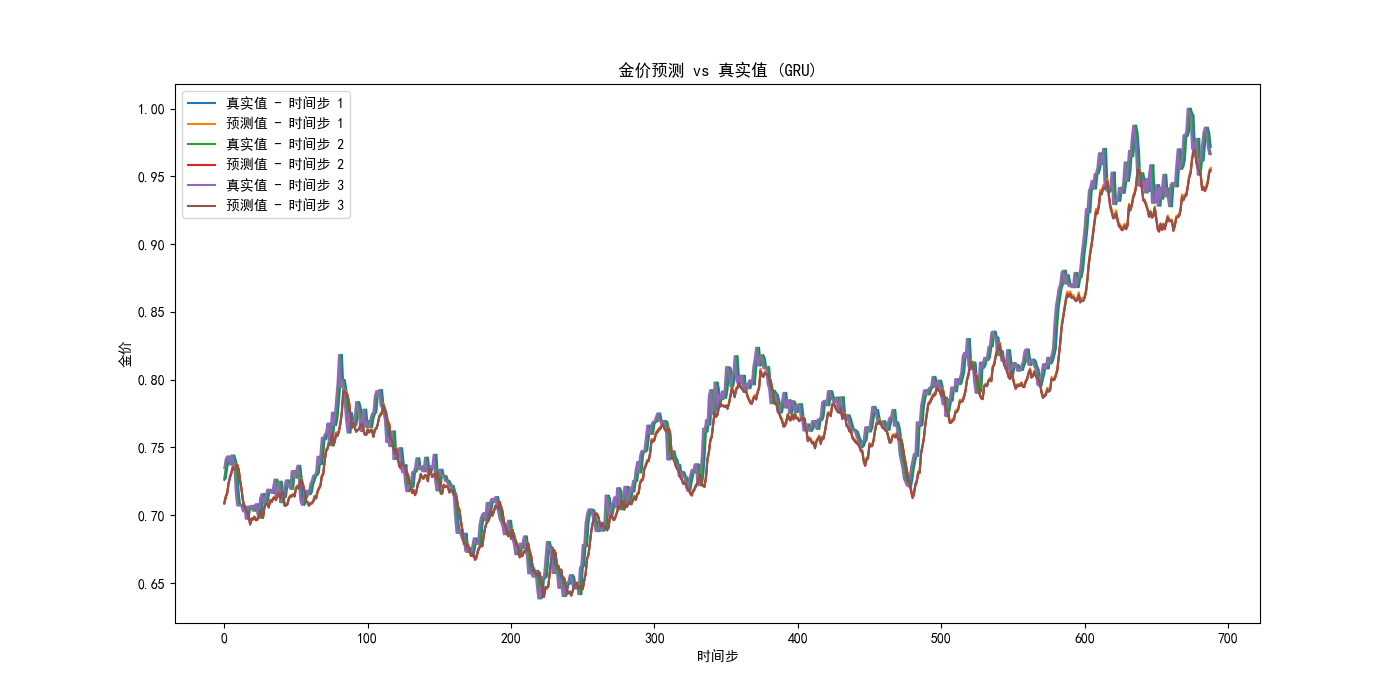 金价预测 vs 真实值 (GRU)
真实值 - 时间步 1
预测值 - 时间步 1
真实值 - 时间步 2
预测值 - 时间步 2
真实值 - 时间步 3
预测值 - 时间步 3
1.00
0.95
0.90
0.85
0.80
0.75
0.70
0.65
金价
0 100 200 300 400 500 600 700
时间步